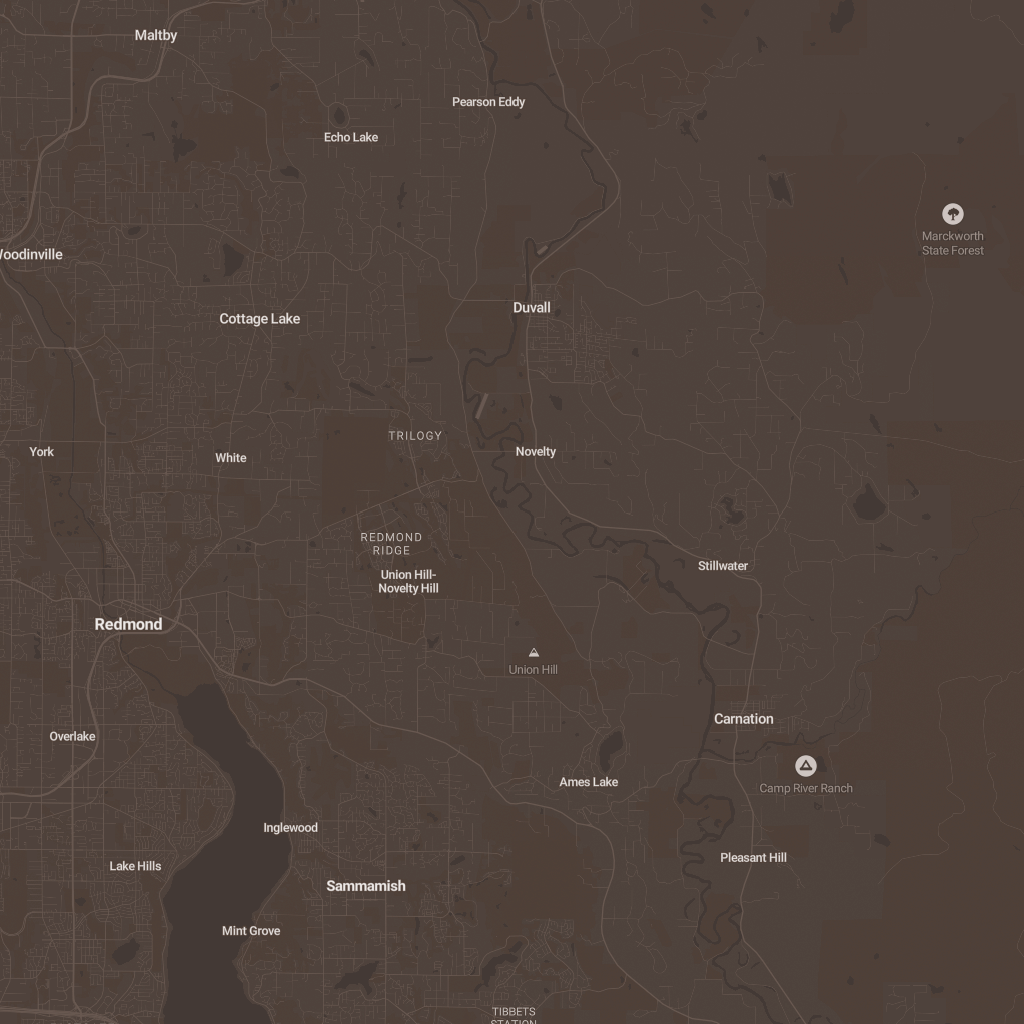 Maltby
Pearson Eddy
Echo Lake
Marckworth
State Forest
Woodinville
Duvall
Cottage Lake
TRILOGY
York
White
Novelty
REDMOND
RIDGE
Union Hill-
Novelty Hill
Stillwater
Redmond
Union Hill
Carnation
Overlake
Ames Lake
Camp River Ranch
Inglewood
Lake Hills
Pleasant Hill
Sammamish
Mint Grove
TIBBETS
STATION